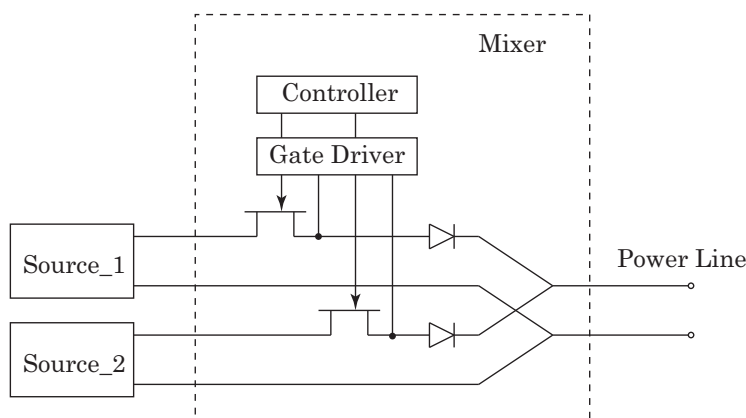 Mixer
Controller
Gate Driver
Source_1
Power Line
Source_2